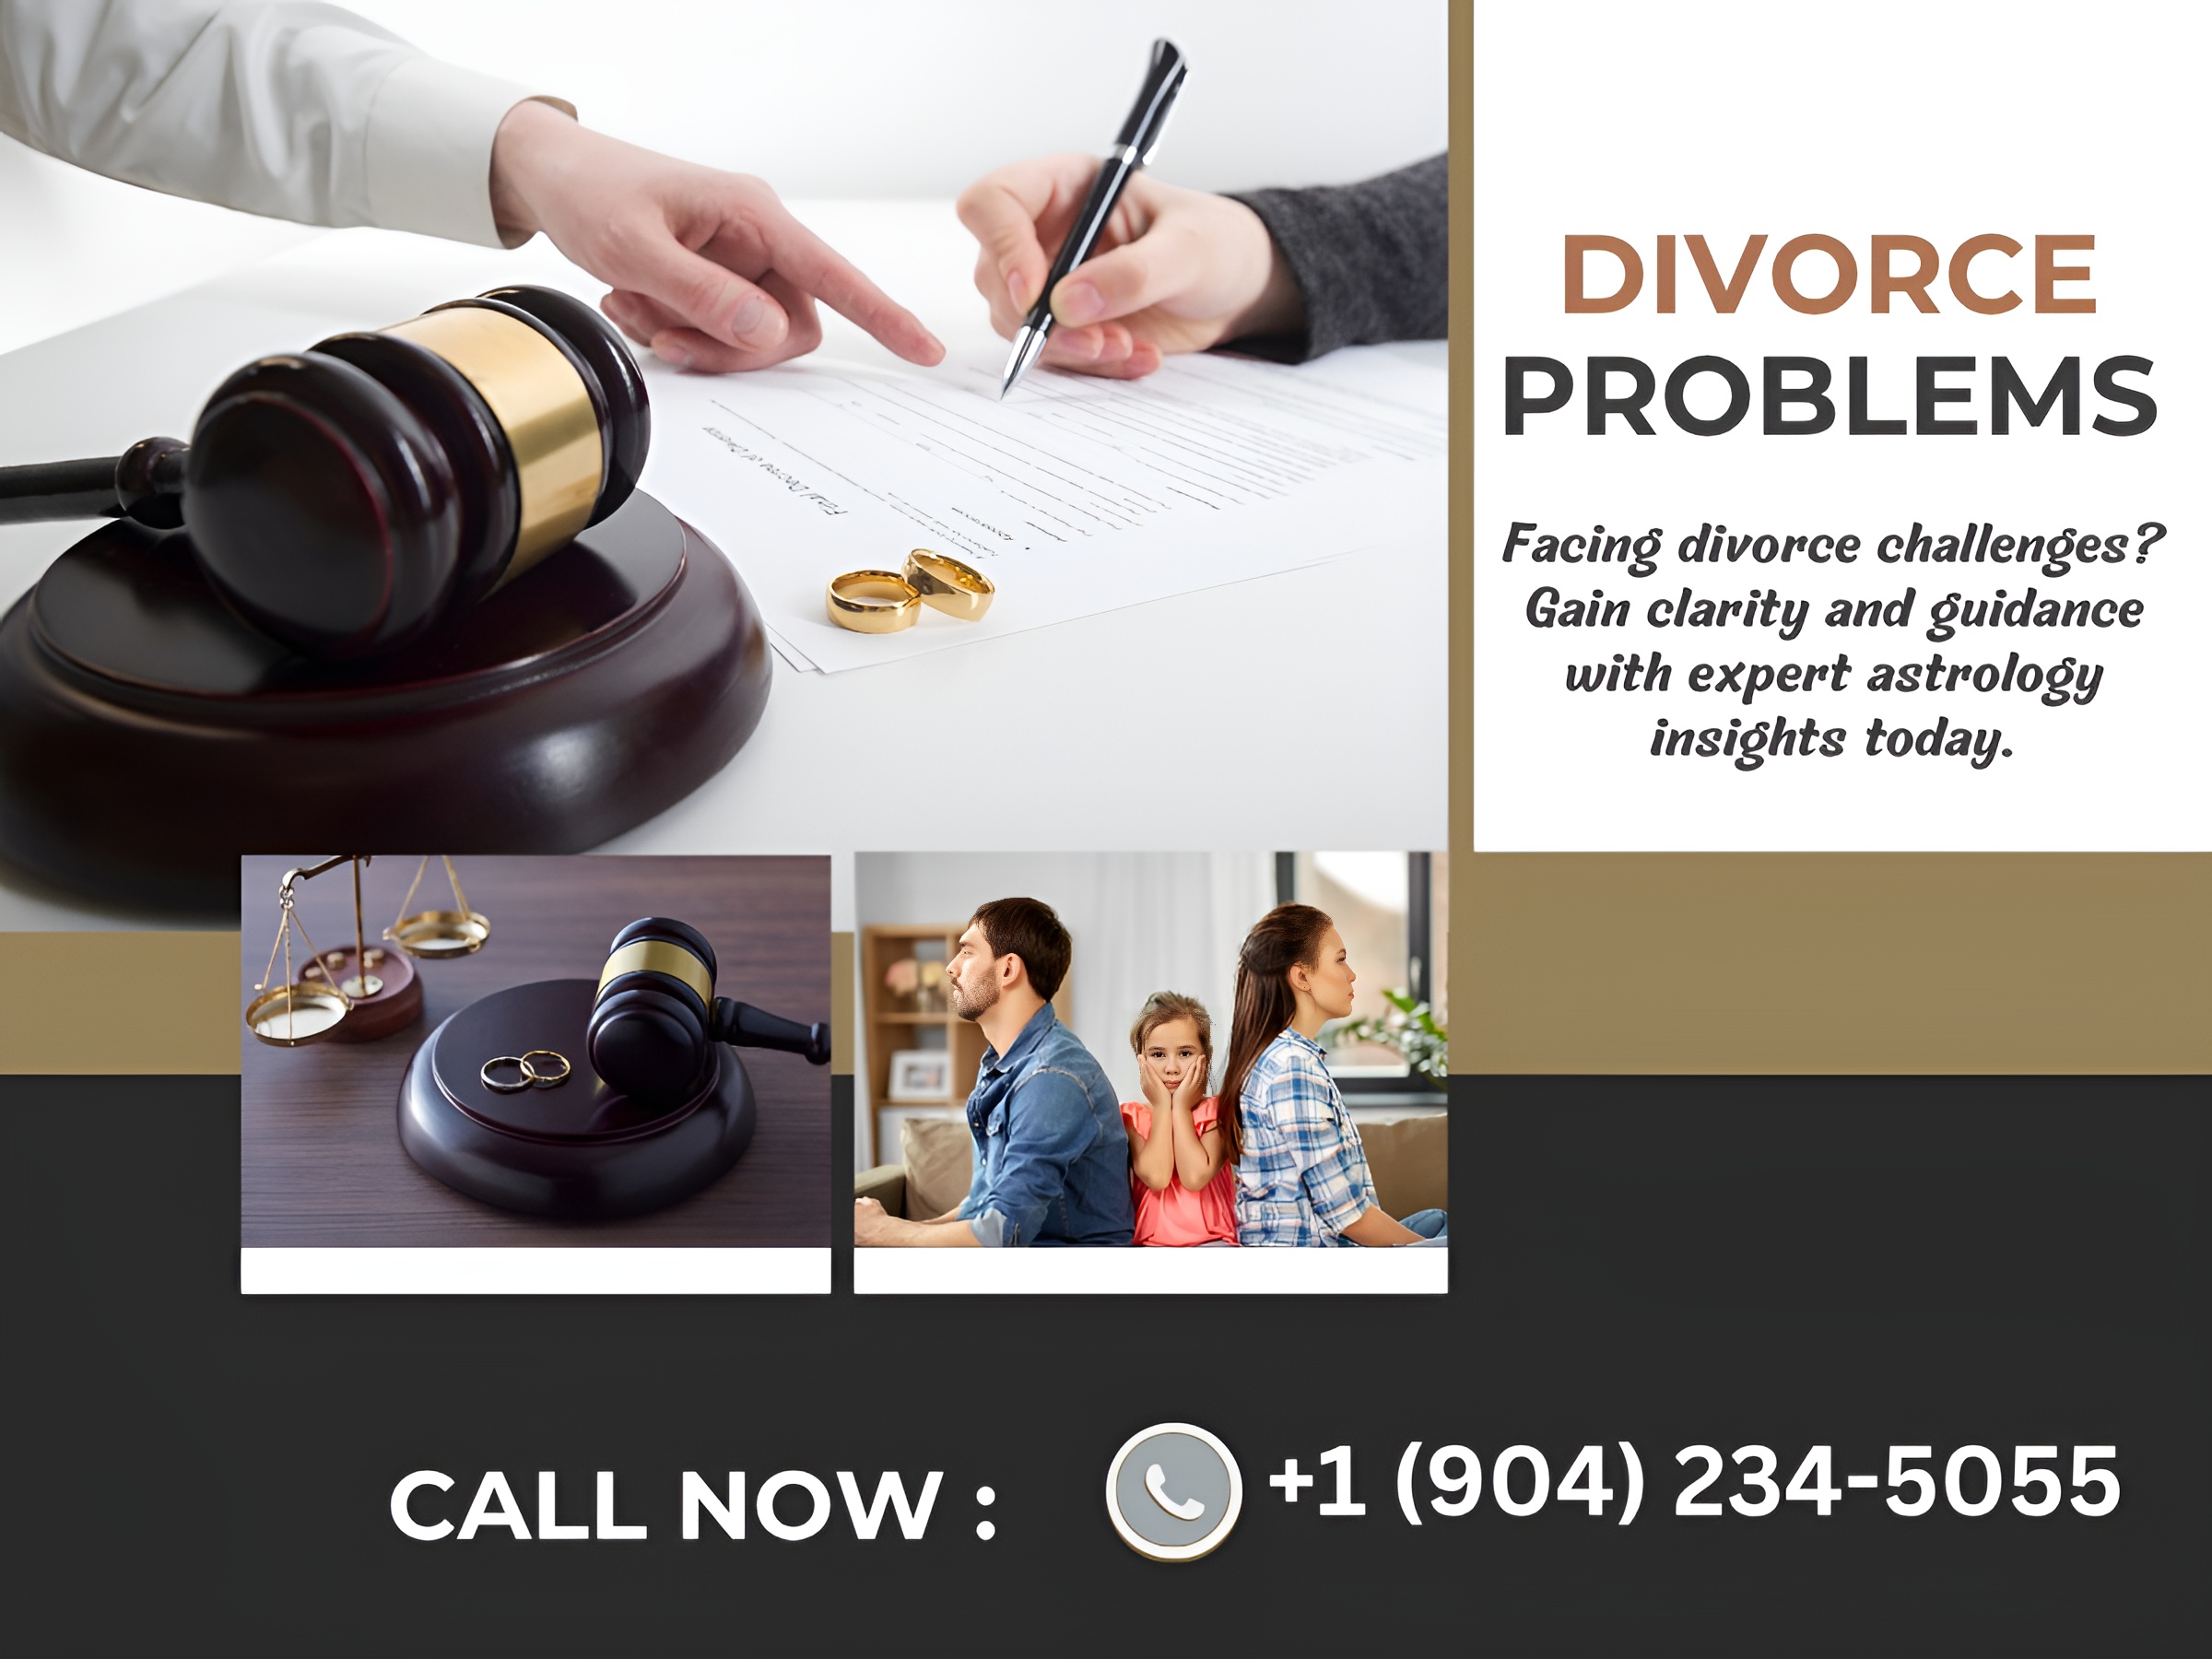 DIVORCE
PROBLEMS
Facing divorce challenges?
Gain clarity and guidance
with expert astrology
insights today.
CALL NOW :
+1 (904) 234-5055